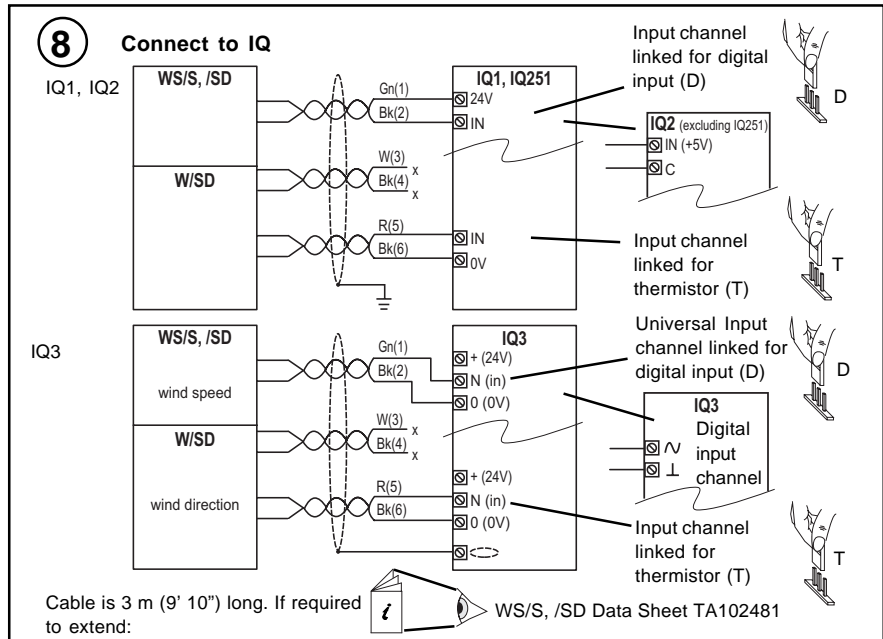 8 Connect to IQ
IQ1, IQ2
WS/S, /SD
W/SD
Gn(1)
Bk(2)
W(3) x
Bk(4) x
R(5)
Bk(6)
IQ1, IQ251
24V
IN
IN
0V
Input channel
linked for digital
input (D)
D
IQ2 (excluding IQ251)
IN (+5V)
C
Input channel
linked for
thermistor (T)
T
IQ3
WS/S, /SD
wind speed
W/SD
wind direction
Gn(1)
Bk(2)
W(3) x
Bk(4) x
R(5)
Bk(6)
IQ3
+ (24V)
N (in)
0 (0V)
+ (24V)
N (in)
0 (0V)
Universal Input
channel linked for
digital input (D)
D
IQ3
Digital
input
channel
Input channel
linked for
thermistor (T)
T
Cable is 3 m (9' 10") long. If required
to extend:
i
WS/S, /SD Data Sheet TA102481